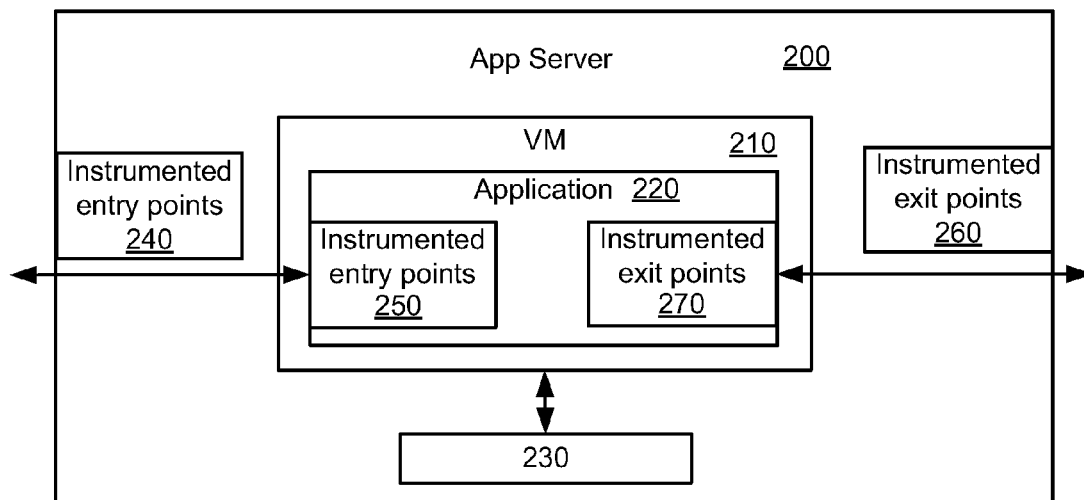 App Server 200
VM 210
Instrumented
entry points
240
Instrumented
exit points
260
Application 220
Instrumented
entry points
250
Instrumented
exit points
270
230